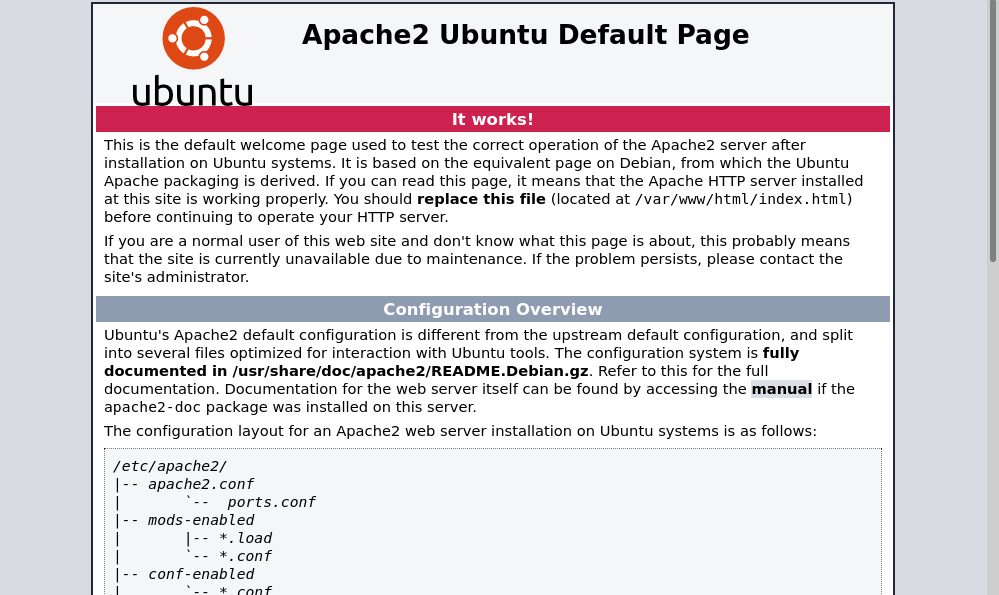 ubuntu
Apache2 Ubuntu Default Page
It works!
This is the default welcome page used to test the correct operation of the Apache2 server after
installation on Ubuntu systems. It is based on the equivalent page on Debian, from which the Ubuntu
Apache packaging is derived. If you can read this page, it means that the Apache HTTP server installed
at this site is working properly. You should replace this file (located at /var/www/html/index.html)
before continuing to operate your HTTP server.
If you are a normal user of this web site and don't know what this page is about, this probably means
that the site is currently unavailable due to maintenance. If the problem persists, please contact the
site's administrator.
Configuration Overview
Ubuntu's Apache2 default configuration is different from the upstream default configuration, and split
into several files optimized for interaction with Ubuntu tools. The configuration system is fully
documented in /usr/share/doc/apache2/README.Debian.gz. Refer to this for the full
documentation. Documentation for the web server itself can be found by accessing the manual if the
apache2-doc package was installed on this server.
The configuration layout for an Apache2 web server installation on Ubuntu systems is as follows:
/etc/apache2/
|-- apache2.conf
|       `--  ports.conf
|-- mods-enabled
|       |-- *.load
|       `-- *.conf
|-- conf-enabled
|       `-- *.conf